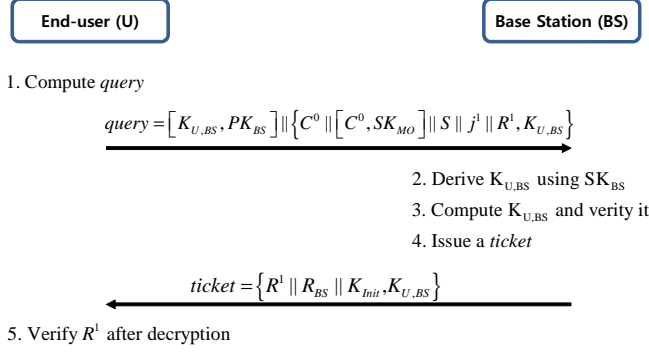 End-user (U)
Base Station (BS)
1. Compute query
query = [K_{U,BS}, PK_{BS}] || {C^0 || [C^0, SK_{MO}] || S || j^1 || R^1, K_{U,BS}}
2. Derive K_{U,BS} using SK_{BS}
3. Compute K_{U,BS} and verity it
4. Issue a ticket
ticket = {R^1 || R_{BS} || K_{Init}, K_{U,BS}}
5. Verify R^1 after decryption